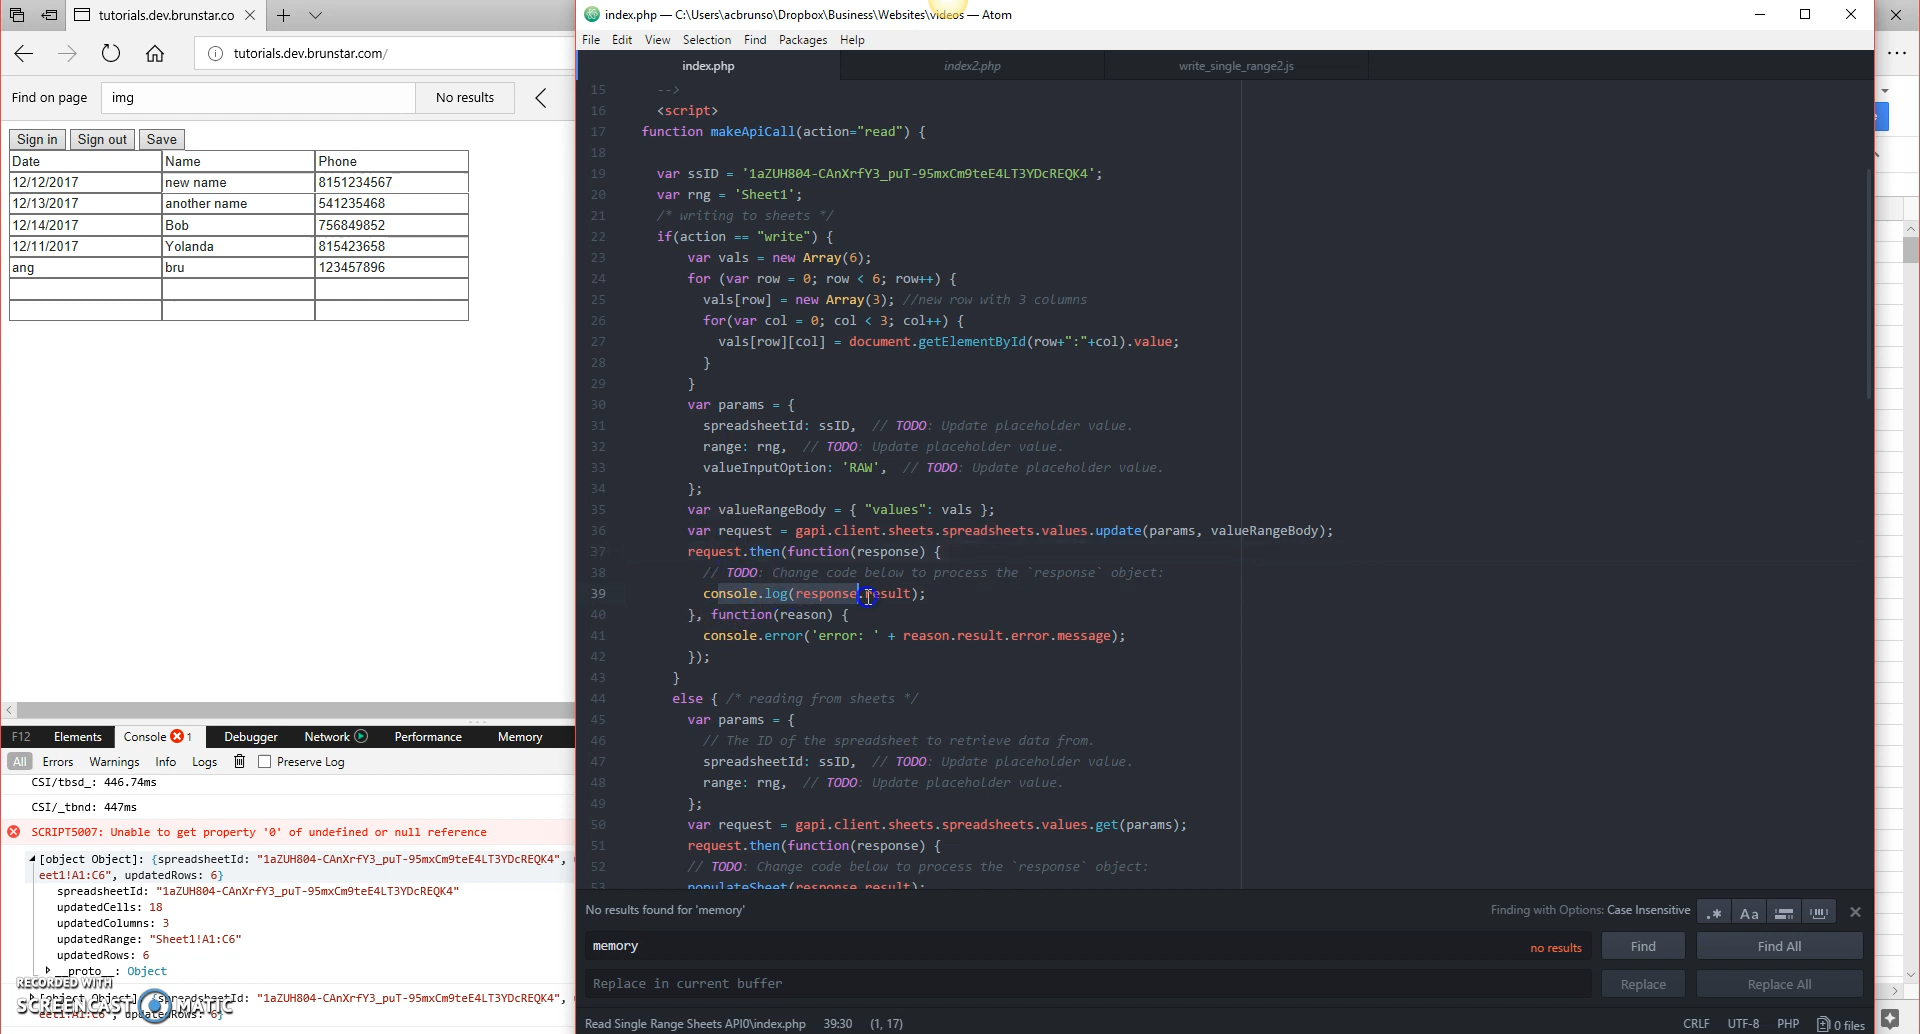 tutorials.dev.brunstar.co
tutorials.dev.brunstar.com/
Find on page
img
No results
Sign in
Sign out
Save
Date Name Phone
12/12/2017 new name 8151234567
12/13/2017 another name 541235468
12/14/2017 Bob 756849852
12/11/2017 Yolanda 815423658
ang bru 123457896
F12 Elements Console 1 Debugger Network Performance Memory
All Errors Warnings Info Logs Preserve Log
CSI/tbsd_: 446.74ms
CSI/_tbnd: 447ms
SCRIPT5007: Unable to get property '0' of undefined or null reference
[object Object]: {spreadsheetId: "1aZUH804-CAnXrfY3_puT-95mxCm9teE4LT3YDcREQK4",
eet1!A1:C6", updatedRows: 6}
spreadsheetId: "1aZUH804-CAnXrfY3_puT-95mxCm9teE4LT3YDcREQK4"
updatedCells: 18
updatedColumns: 3
updatedRange: "Sheet1!A1:C6"
updatedRows: 6
__proto__: Object
[object Object]: {spreadsheetId: "1aZUH804-CAnXrfY3_puT-95mxCm9teE4LT3YDcREQK4",
eet1!A1:C6", updatedRows: 6}
RECORDED WITH
SCREENCAST MATIC
index.php — C:\Users\acbrunso\Dropbox\Business\Websites\videos — Atom
File Edit View Selection Find Packages Help
index.php index2.php write_single_range2.js
15 -->
16 <script>
17 function makeApiCall(action="read") {
18
19 var ssID = '1aZUH804-CAnXrfY3_puT-95mxCm9teE4LT3YDcREQK4';
20 var rng = 'Sheet1';
21 /* writing to sheets */
22 if(action == "write") {
23 var vals = new Array(6);
24 for (var row = 0; row < 6; row++) {
25 vals[row] = new Array(3); //new row with 3 columns
26 for(var col = 0; col < 3; col++) {
27 vals[row][col] = document.getElementById(row+":"+col).value;
28 }
29 }
30 var params = {
31 spreadsheetId: ssID, // TODO: Update placeholder value.
32 range: rng, // TODO: Update placeholder value.
33 valueInputOption: 'RAW', // TODO: Update placeholder value.
34 };
35 var valueRangeBody = { "values": vals };
36 var request = gapi.client.sheets.spreadsheets.values.update(params, valueRangeBody);
37 request.then(function(response) {
38 // TODO: Change code below to process the `response` object:
39 console.log(response.result);
40 }, function(reason) {
41 console.error('error: ' + reason.result.error.message);
42 });
43 }
44 else { /* reading from sheets */
45 var params = {
46 // The ID of the spreadsheet to retrieve data from.
47 spreadsheetId: ssID, // TODO: Update placeholder value.
48 range: rng, // TODO: Update placeholder value.
49 };
50 var request = gapi.client.sheets.spreadsheets.values.get(params);
51 request.then(function(response) {
52 // TODO: Change code below to process the `response` object:
53 populateSheet(response.result);
No results found for 'memory'
Finding with Options: Case Insensitive
.* Aa
memory
no results
Find
Find All
Replace in current buffer
Replace
Replace All
Read Single Range Sheets API0\index.php 39:30 (1, 17)
CRLF UTF-8 PHP 0 files